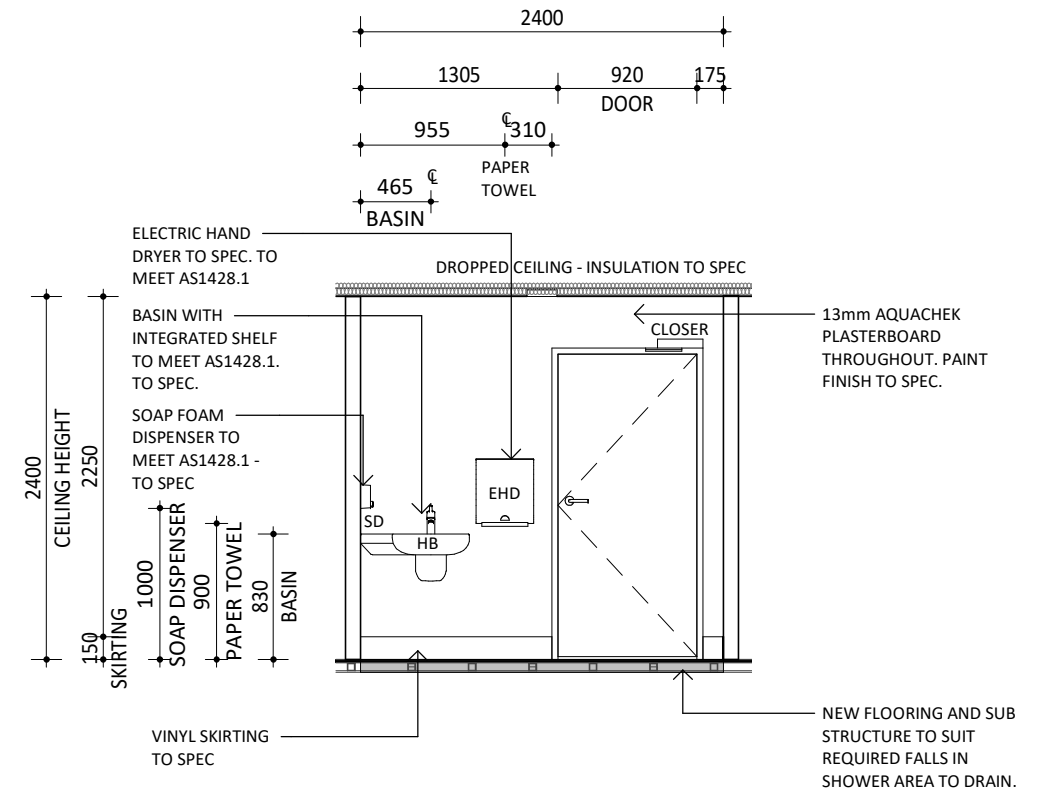 2400
1305
920
175
DOOR
℄
955
310
PAPER
TOWEL
℄
465
BASIN
ELECTRIC HAND
DRYER TO SPEC. TO
MEET AS1428.1
DROPPED CEILING - INSULATION TO SPEC
BASIN WITH
INTEGRATED SHELF
TO MEET AS1428.1.
TO SPEC.
13mm AQUACHEK
PLASTERBOARD
THROUGHOUT. PAINT
FINISH TO SPEC.
CLOSER
SOAP FOAM
DISPENSER TO
MEET AS1428.1 -
TO SPEC
2400
CEILING HEIGHT
2250
150
SKIRTING
1000
SOAP DISPENSER
900
PAPER TOWEL
830
BASIN
EHD
SD
HB
VINYL SKIRTING
TO SPEC
NEW FLOORING AND SUB
STRUCTURE TO SUIT
REQUIRED FALLS IN
SHOWER AREA TO DRAIN.